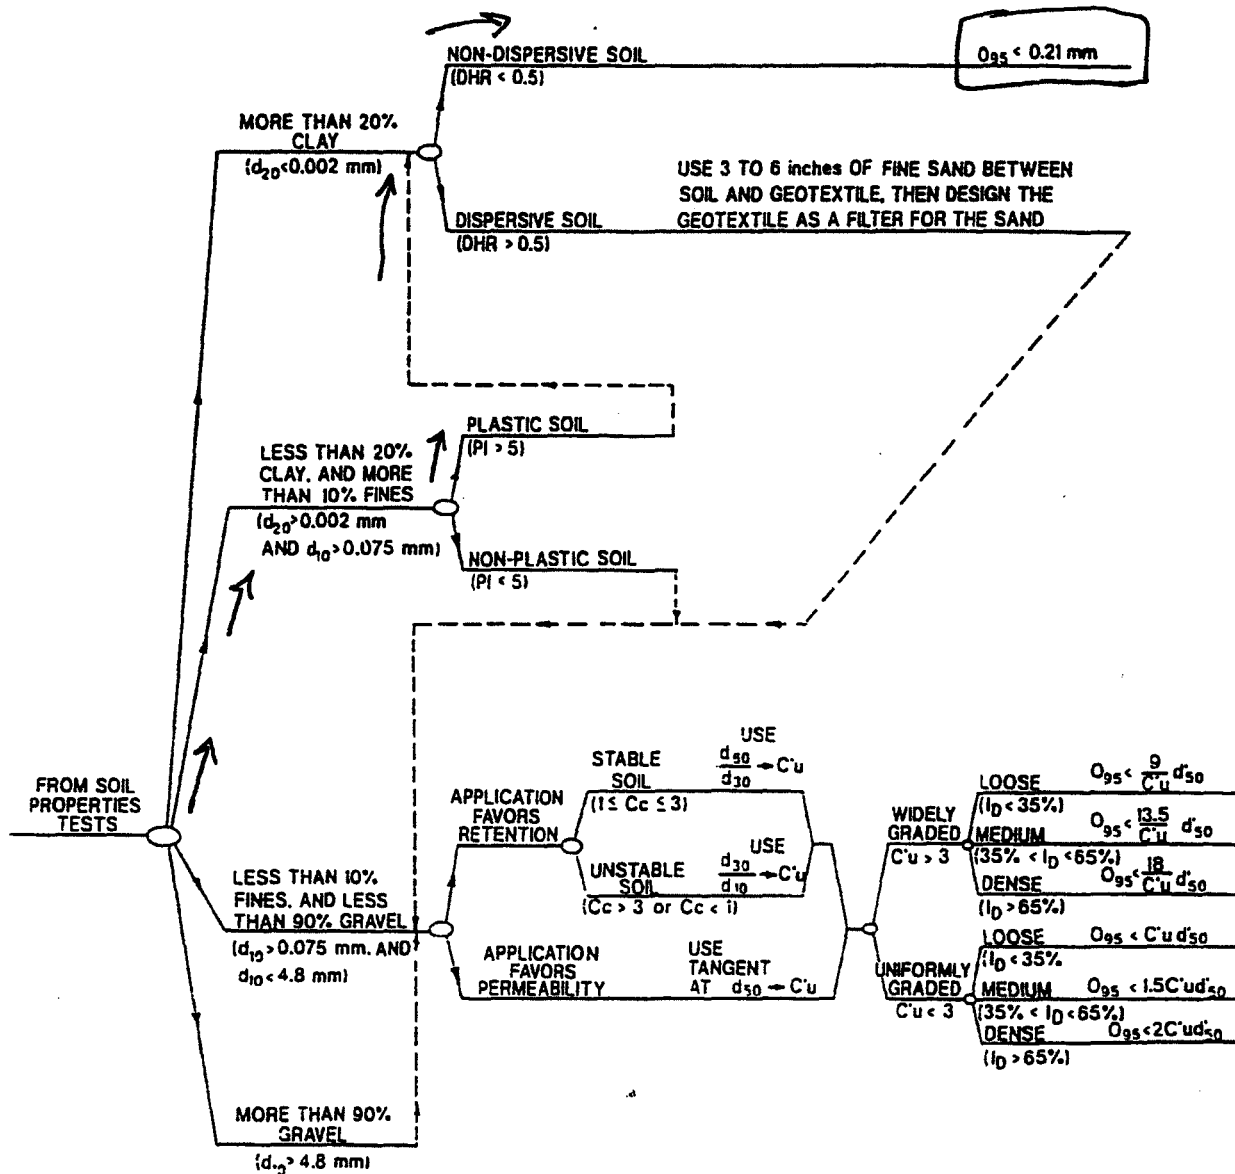 NON-DISPERSIVE SOIL
(DHR < 0.5)
O95 < 0.21 mm
MORE THAN 20%
CLAY
(d20<0.002 mm)
USE 3 TO 6 inches OF FINE SAND BETWEEN
SOIL AND GEOTEXTILE, THEN DESIGN THE
GEOTEXTILE AS A FILTER FOR THE SAND
DISPERSIVE SOIL
(DHR > 0.5)
PLASTIC SOIL
(PI > 5)
LESS THAN 20%
CLAY, AND MORE
THAN 10% FINES
(d20>0.002 mm
AND d10>0.075 mm)
NON-PLASTIC SOIL
(PI < 5)
FROM SOIL
PROPERTIES
TESTS
LESS THAN 10%
FINES, AND LESS
THAN 90% GRAVEL
(d10>0.075 mm. AND
d10<4.8 mm)
APPLICATION
FAVORS
RETENTION
STABLE
SOIL
(1 ≤ Cc ≤ 3)
USE
d50/d30 → C'u
UNSTABLE
SOIL
(Cc > 3 or Cc < 1)
USE
d30/d10 → C'u
APPLICATION
FAVORS
PERMEABILITY
USE
TANGENT
AT d50 → C'u
WIDELY
GRADED
C'u > 3
LOOSE O95 < 9/C'u d'50
(ID < 35%)
MEDIUM O95 < 13.5/C'u d'50
(35% < ID < 65%)
DENSE O95 < 18/C'u d'50
(ID > 65%)
UNIFORMLY
GRADED
C'u < 3
LOOSE O95 < C'u d'50
(ID < 35%
MEDIUM O95 < 1.5C'ud'50
(35% < ID < 65%)
DENSE O95 < 2C'ud'50
(ID > 65%)
MORE THAN 90%
GRAVEL
(d10> 4.8 mm)